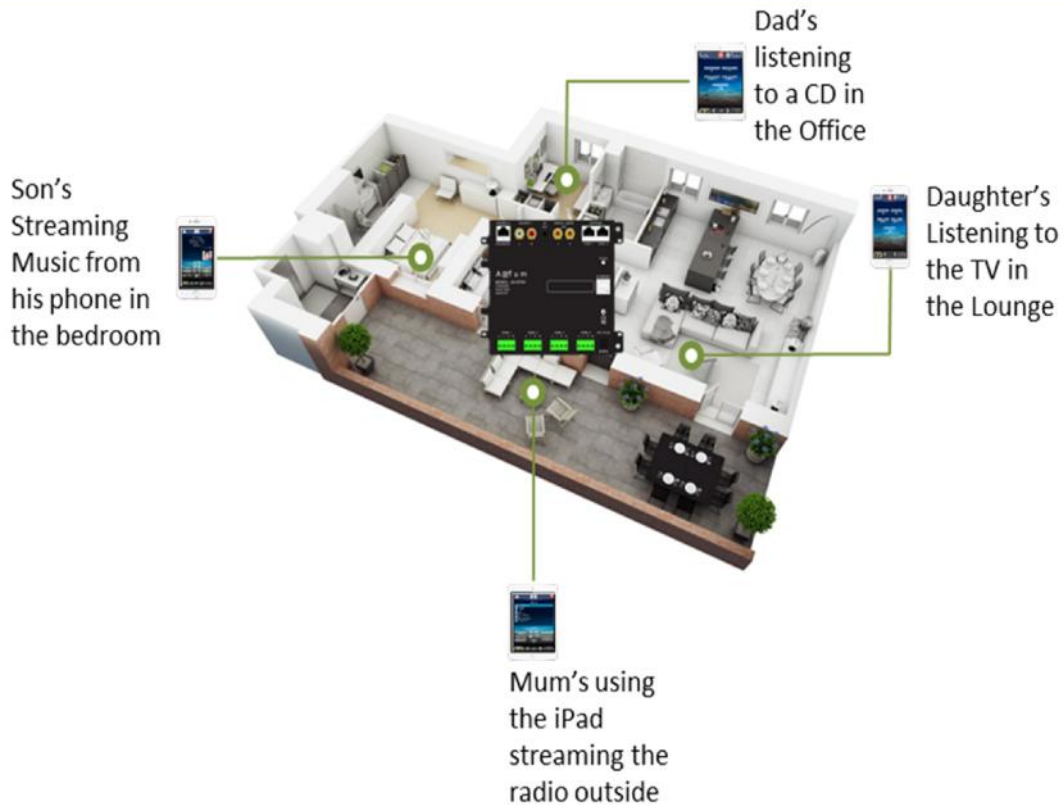 Dad's
listening
to a CD in
the Office
Son's
Streaming
Music from
his phone in
the bedroom
Daughter's
Listening to
the TV in
the Lounge
Mum's using
the iPad
streaming the
radio outside